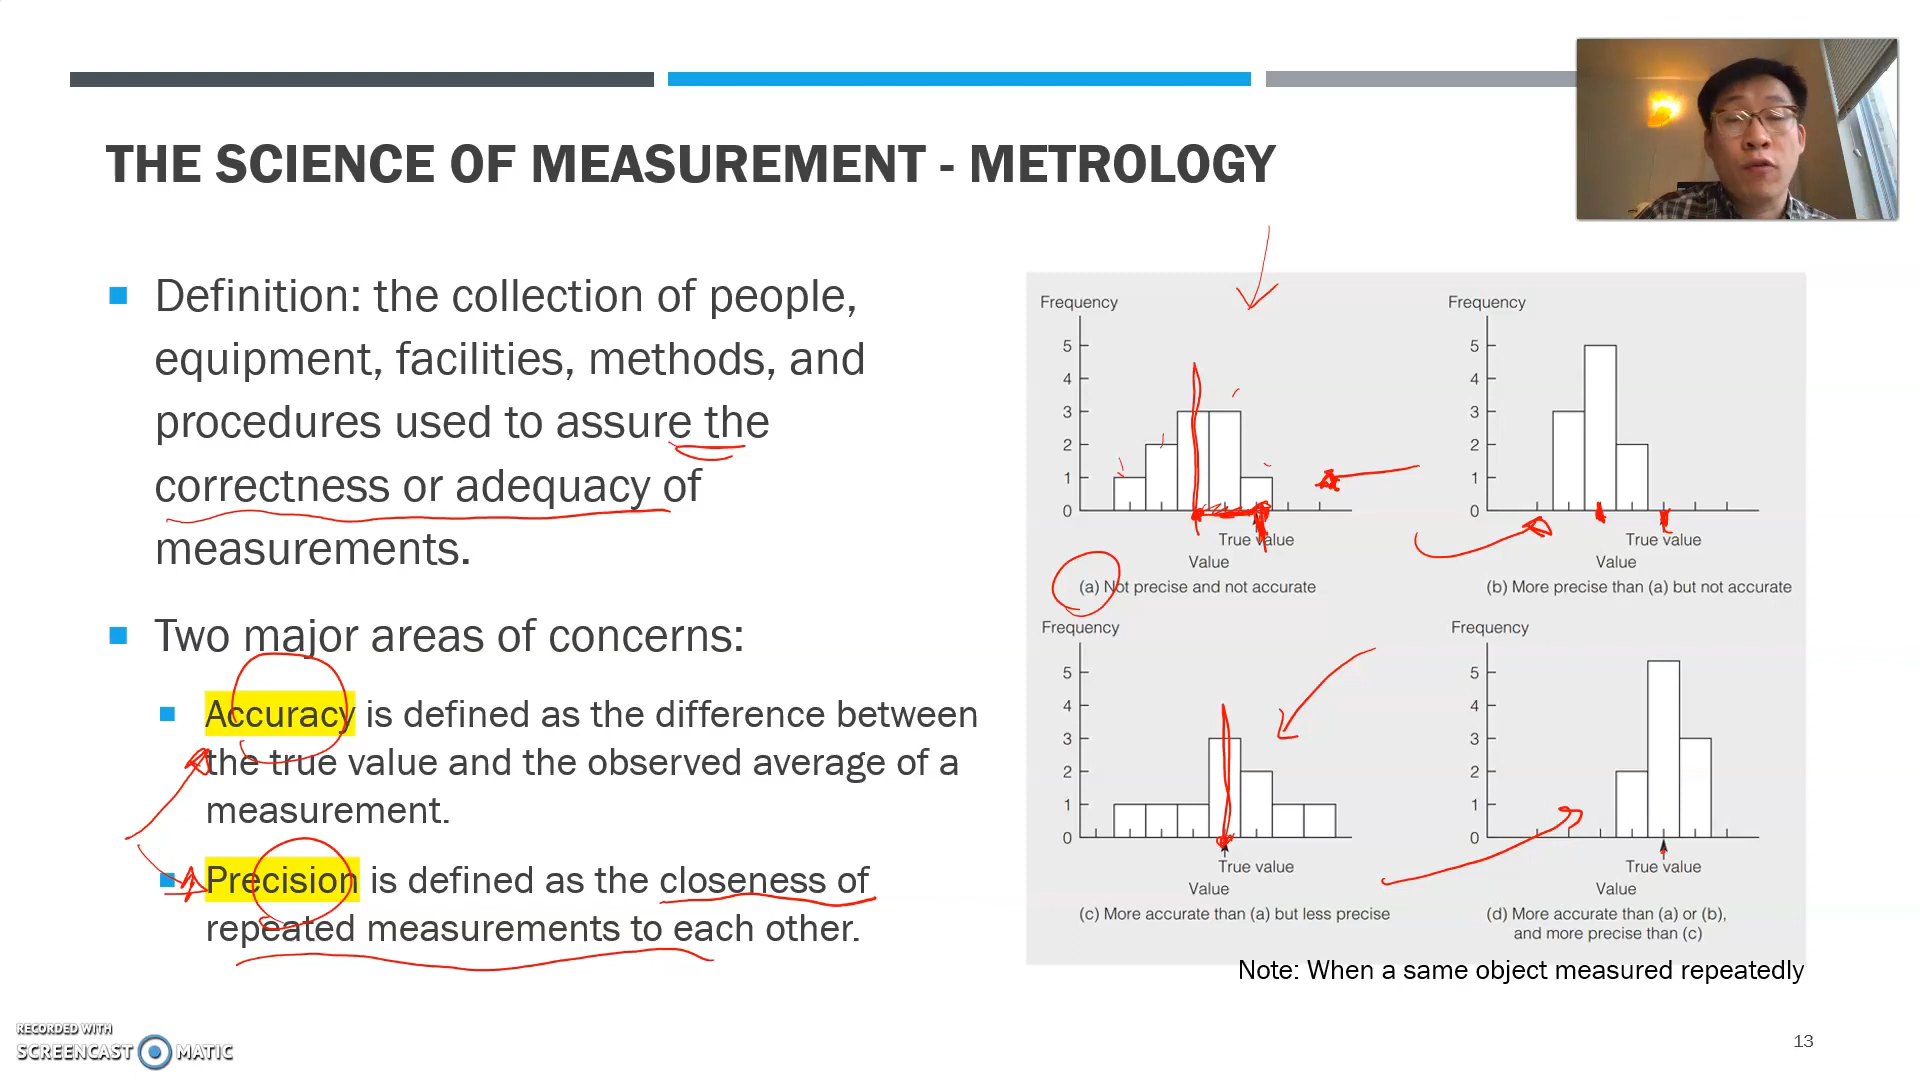 THE SCIENCE OF MEASUREMENT - METROLOGY
Definition: the collection of people,
equipment, facilities, methods, and
procedures used to assure the
correctness or adequacy of
measurements.
Two major areas of concerns:
Accuracy is defined as the difference between
the true value and the observed average of a
measurement.
Precision is defined as the closeness of
repeated measurements to each other.
Frequency
5
4
3
2
1
0
True value
Value
(a) Not precise and not accurate
Frequency
5
4
3
2
1
0
True value
Value
(b) More precise than (a) but not accurate
Frequency
5
4
3
2
1
0
True value
Value
(c) More accurate than (a) but less precise
Frequency
5
4
3
2
1
0
True value
Value
(d) More accurate than (a) or (b),
and more precise than (c)
Note: When a same object measured repeatedly
RECORDED WITH
SCREENCAST MATIC
13